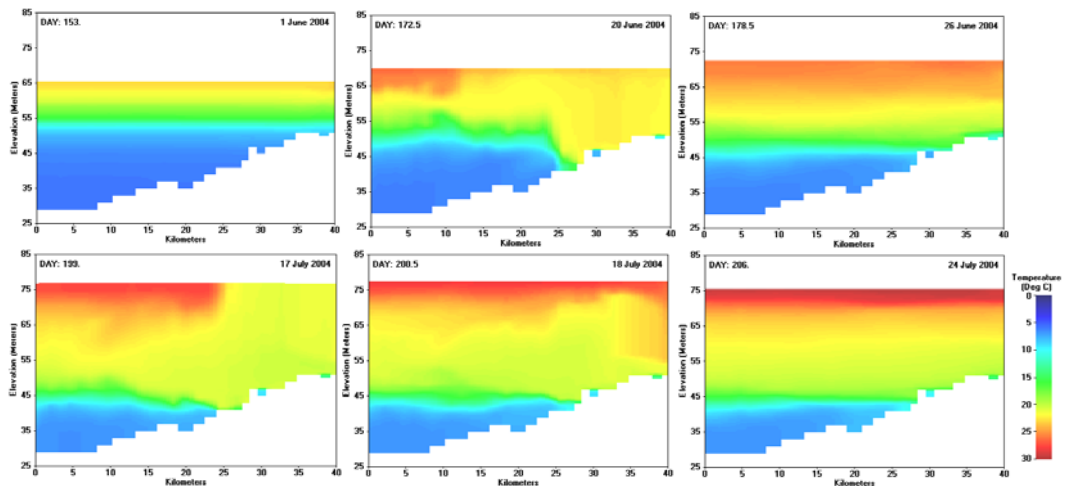 DAY: 153. 1 June 2004
85
75
65
55
45
35
25
Elevation (Meters)
0 5 10 15 20 25 30 35 40
Kilometers
DAY: 172.5 20 June 2004
85
75
65
55
45
35
25
Elevation (Meters)
0 5 10 15 20 25 30 35 40
Kilometers
DAY: 178.5 26 June 2004
85
75
65
55
45
35
25
Elevation (Meters)
0 5 10 15 20 25 30 35 40
Kilometers
DAY: 199. 17 July 2004
85
75
65
55
45
35
25
Elevation (Meters)
0 5 10 15 20 25 30 35 40
Kilometers
DAY: 200.5 18 July 2004
85
75
65
55
45
35
25
Elevation (Meters)
0 5 10 15 20 25 30 35 40
Kilometers
DAY: 206. 24 July 2004
85
75
65
55
45
35
25
Elevation (Meters)
0 5 10 15 20 25 30 35 40
Kilometers
Temperature
[Deg C]
0
5
10
15
20
25
30